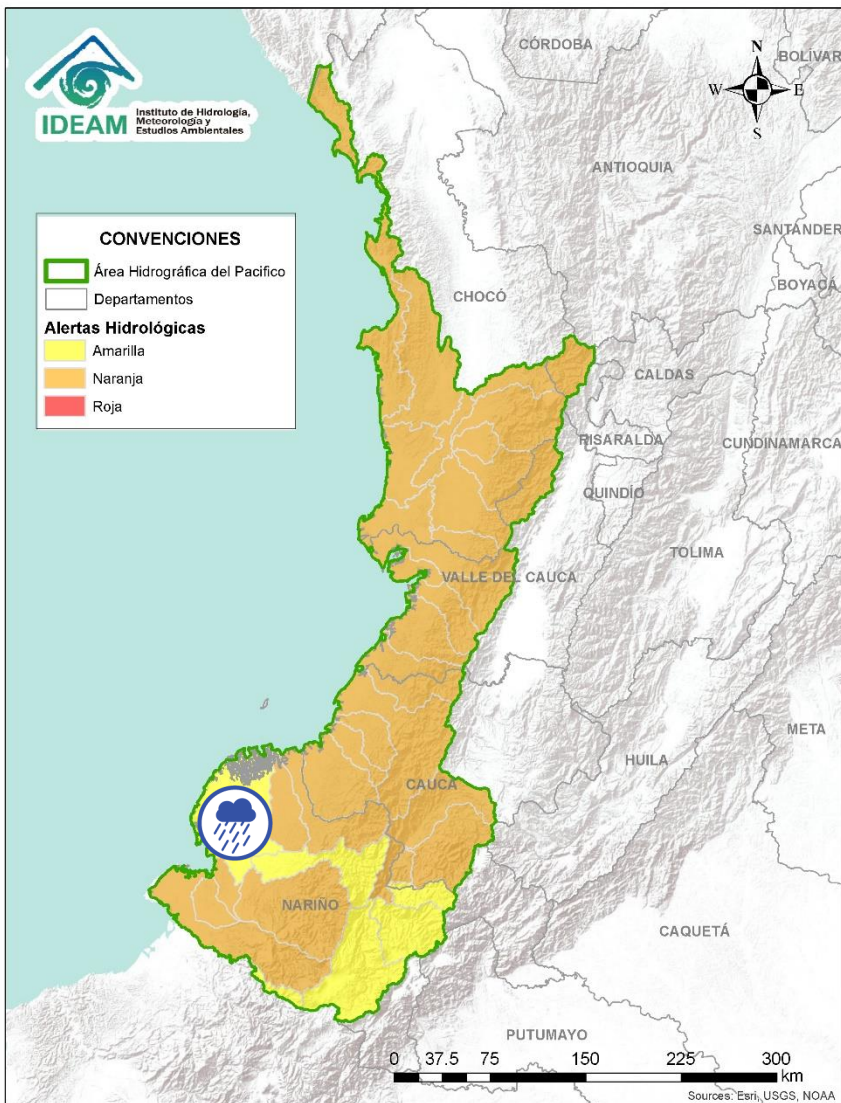 IDEAM
Instituto de Hidrología,
Meteorología y
Estudios Ambientales
N
W
E
S
CONVENCIONES
Área Hidrográfica del Pacifico
Departamentos
Alertas Hidrológicas
Amarilla
Naranja
Roja
CÓRDOBA
BOLÍVAR
ANTIOQUIA
SANTANDER
BOYACÁ
CHOCÓ
CALDAS
RISARALDA
CUNDINAMARCA
QUINDÍO
TOLIMA
VALLE DEL CAUCA
META
HUILA
CAUCA
NARIÑO
CAQUETÁ
PUTUMAYO
0 37.5 75 150 225 300
km
Sources: Esri, USGS, NOAA